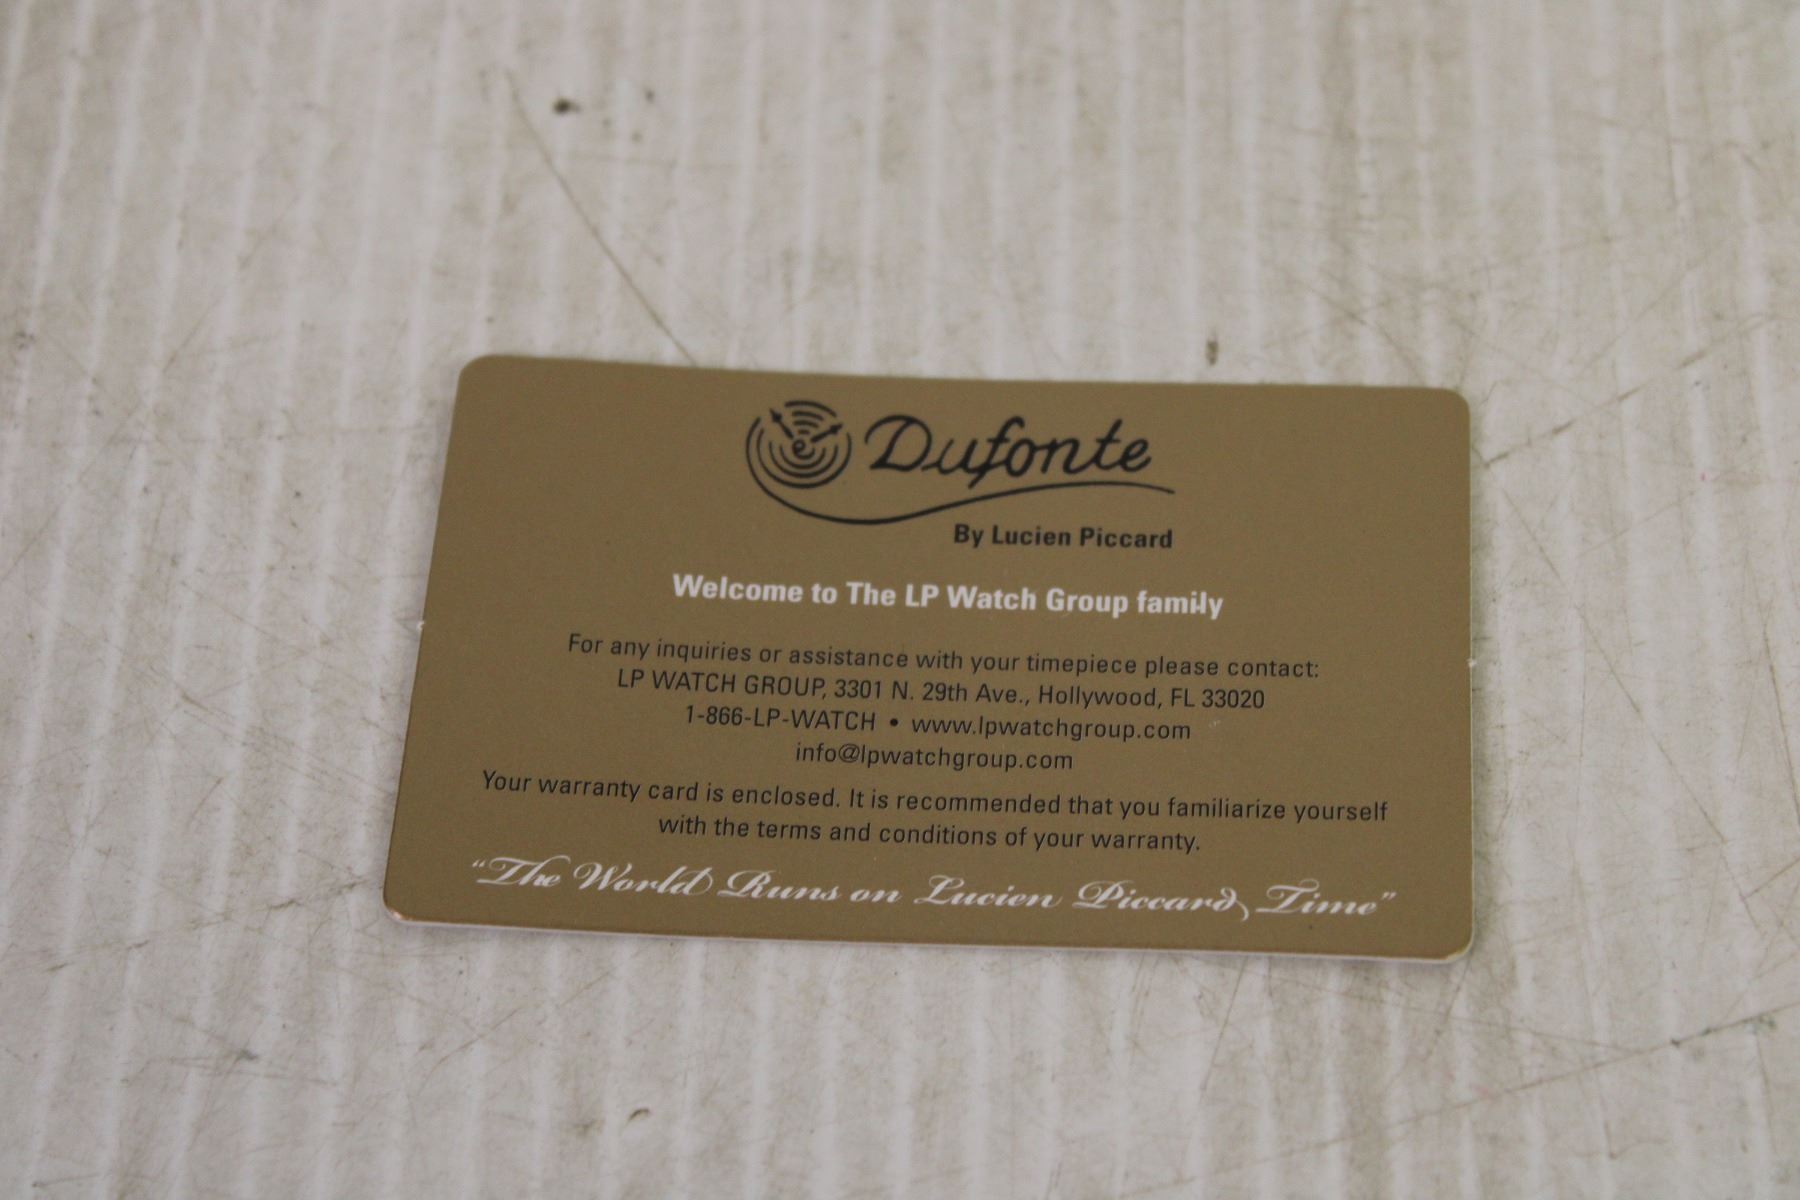 Dufonte
By Lucien Piccard
Welcome to The LP Watch Group family
For any inquiries or assistance with your timepiece please contact:
LP WATCH GROUP, 3301 N. 29th Ave., Hollywood, FL 33020
1-866-LP-WATCH • www.lpwatchgroup.com
info@lpwatchgroup.com
Your warranty card is enclosed. It is recommended that you familiarize yourself
with the terms and conditions of your warranty.
“The World Runs on Lucien Piccard Time”